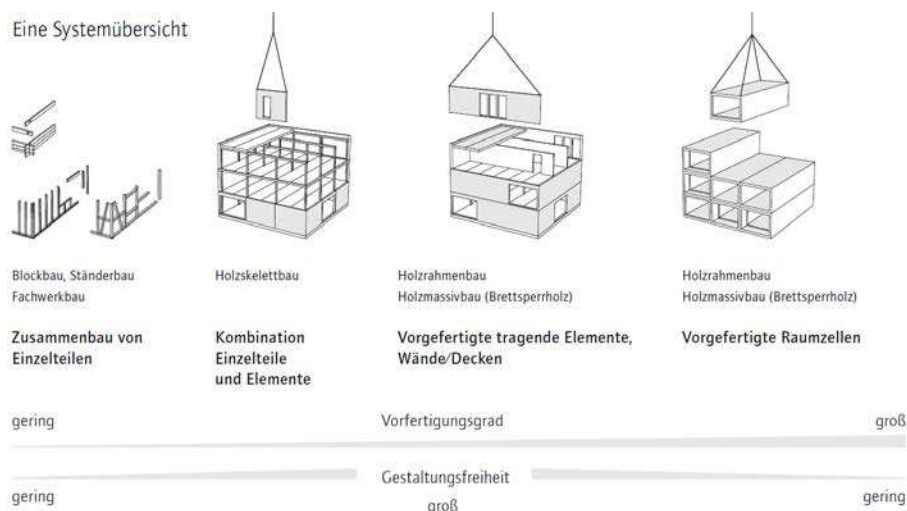 Eine Systemübersicht
Blockbau, Ständerbau
Fachwerkbau
Zusammenbau von
Einzelteilen
Holzskelettbau
Kombination
Einzelteile
und Elemente
Holzrahmenbau
Holzmassivbau (Brettsperrholz)
Vorgefertigte tragende Elemente,
Wände/Decken
Holzrahmenbau
Holzmassivbau (Brettsperrholz)
Vorgefertigte Raumzellen
gering Vorfertigungsgrad groß
Gestaltungsfreiheit
gering groß gering